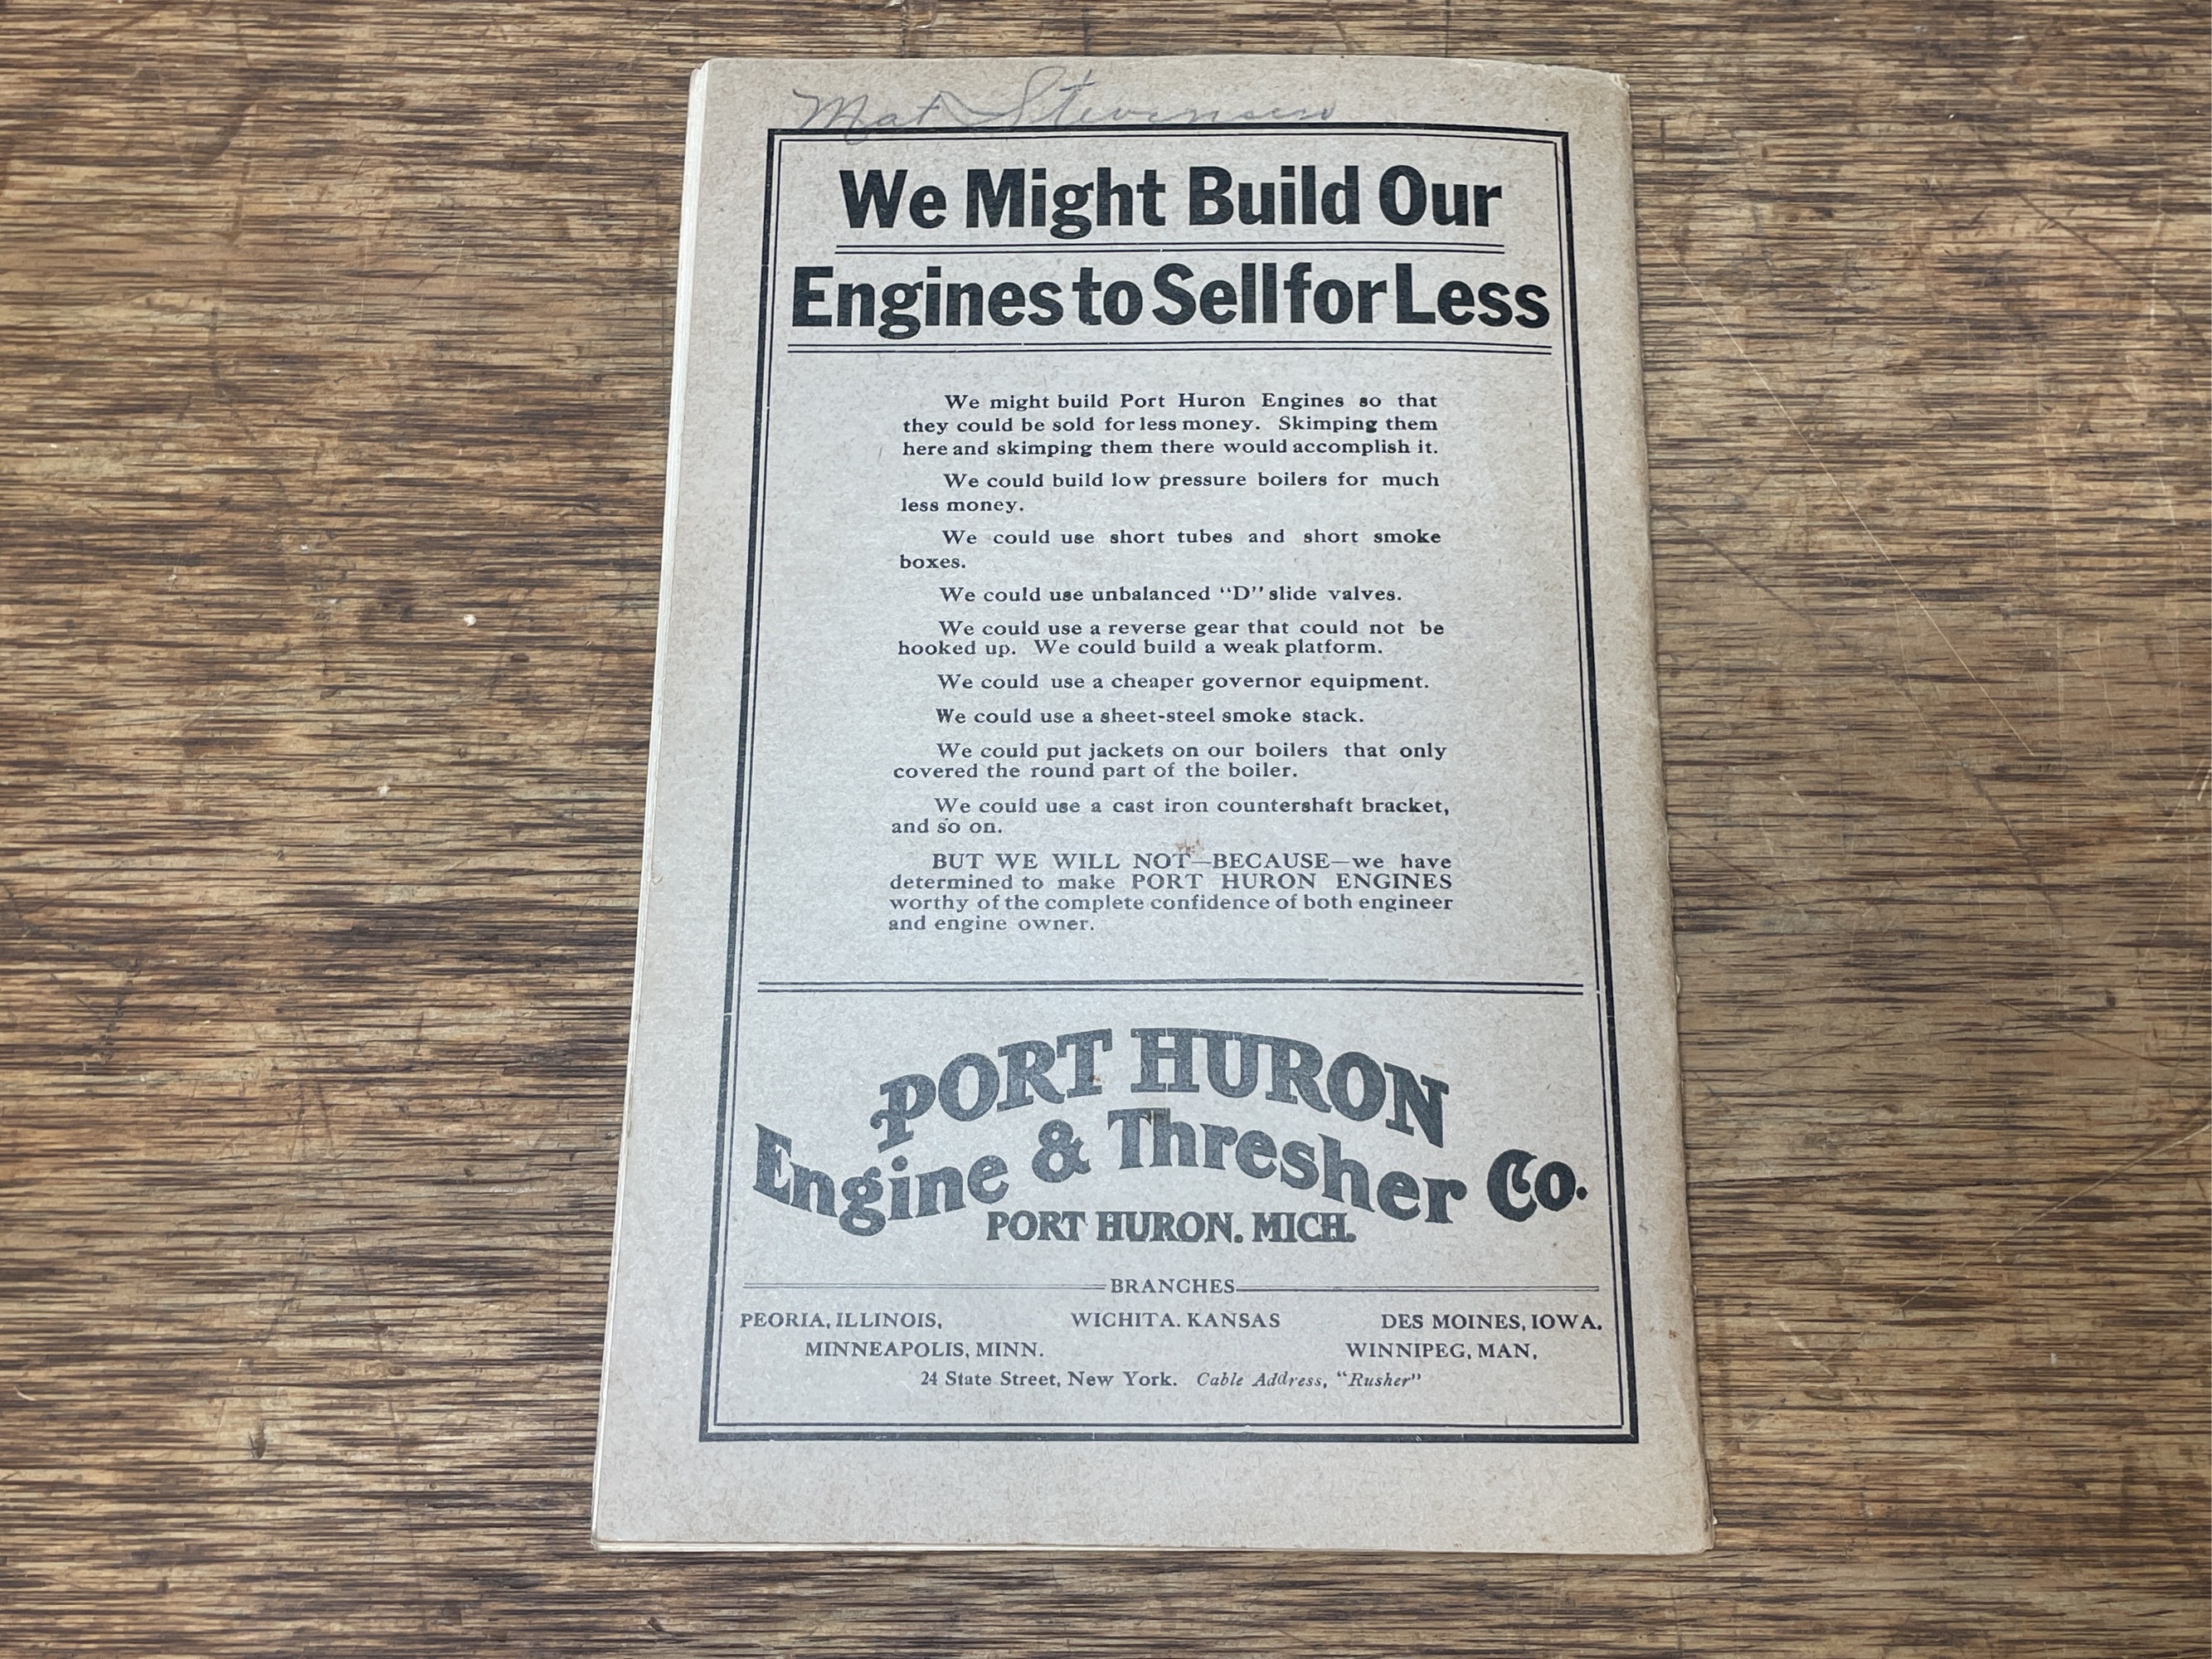 Mat Stevenson
We Might Build Our
Engines to Sell for Less
We might build Port Huron Engines so that
they could be sold for less money. Skimping them
here and skimping them there would accomplish it.
We could build low pressure boilers for much
less money.
We could use short tubes and short smoke
boxes.
We could use unbalanced "D" slide valves.
We could use a reverse gear that could not be
hooked up. We could build a weak platform.
We could use a cheaper governor equipment.
We could use a sheet-steel smoke stack.
We could put jackets on our boilers that only
covered the round part of the boiler.
We could use a cast iron countershaft bracket,
and so on.
BUT WE WILL NOT—BECAUSE—we have
determined to make PORT HURON ENGINES
worthy of the complete confidence of both engineer
and engine owner.
PORT HURON
Engine & Thresher Co.
PORT HURON. MICH.
BRANCHES
PEORIA, ILLINOIS, WICHITA. KANSAS DES MOINES, IOWA.
MINNEAPOLIS, MINN. WINNIPEG, MAN,
24 State Street, New York. Cable Address, "Rusher"